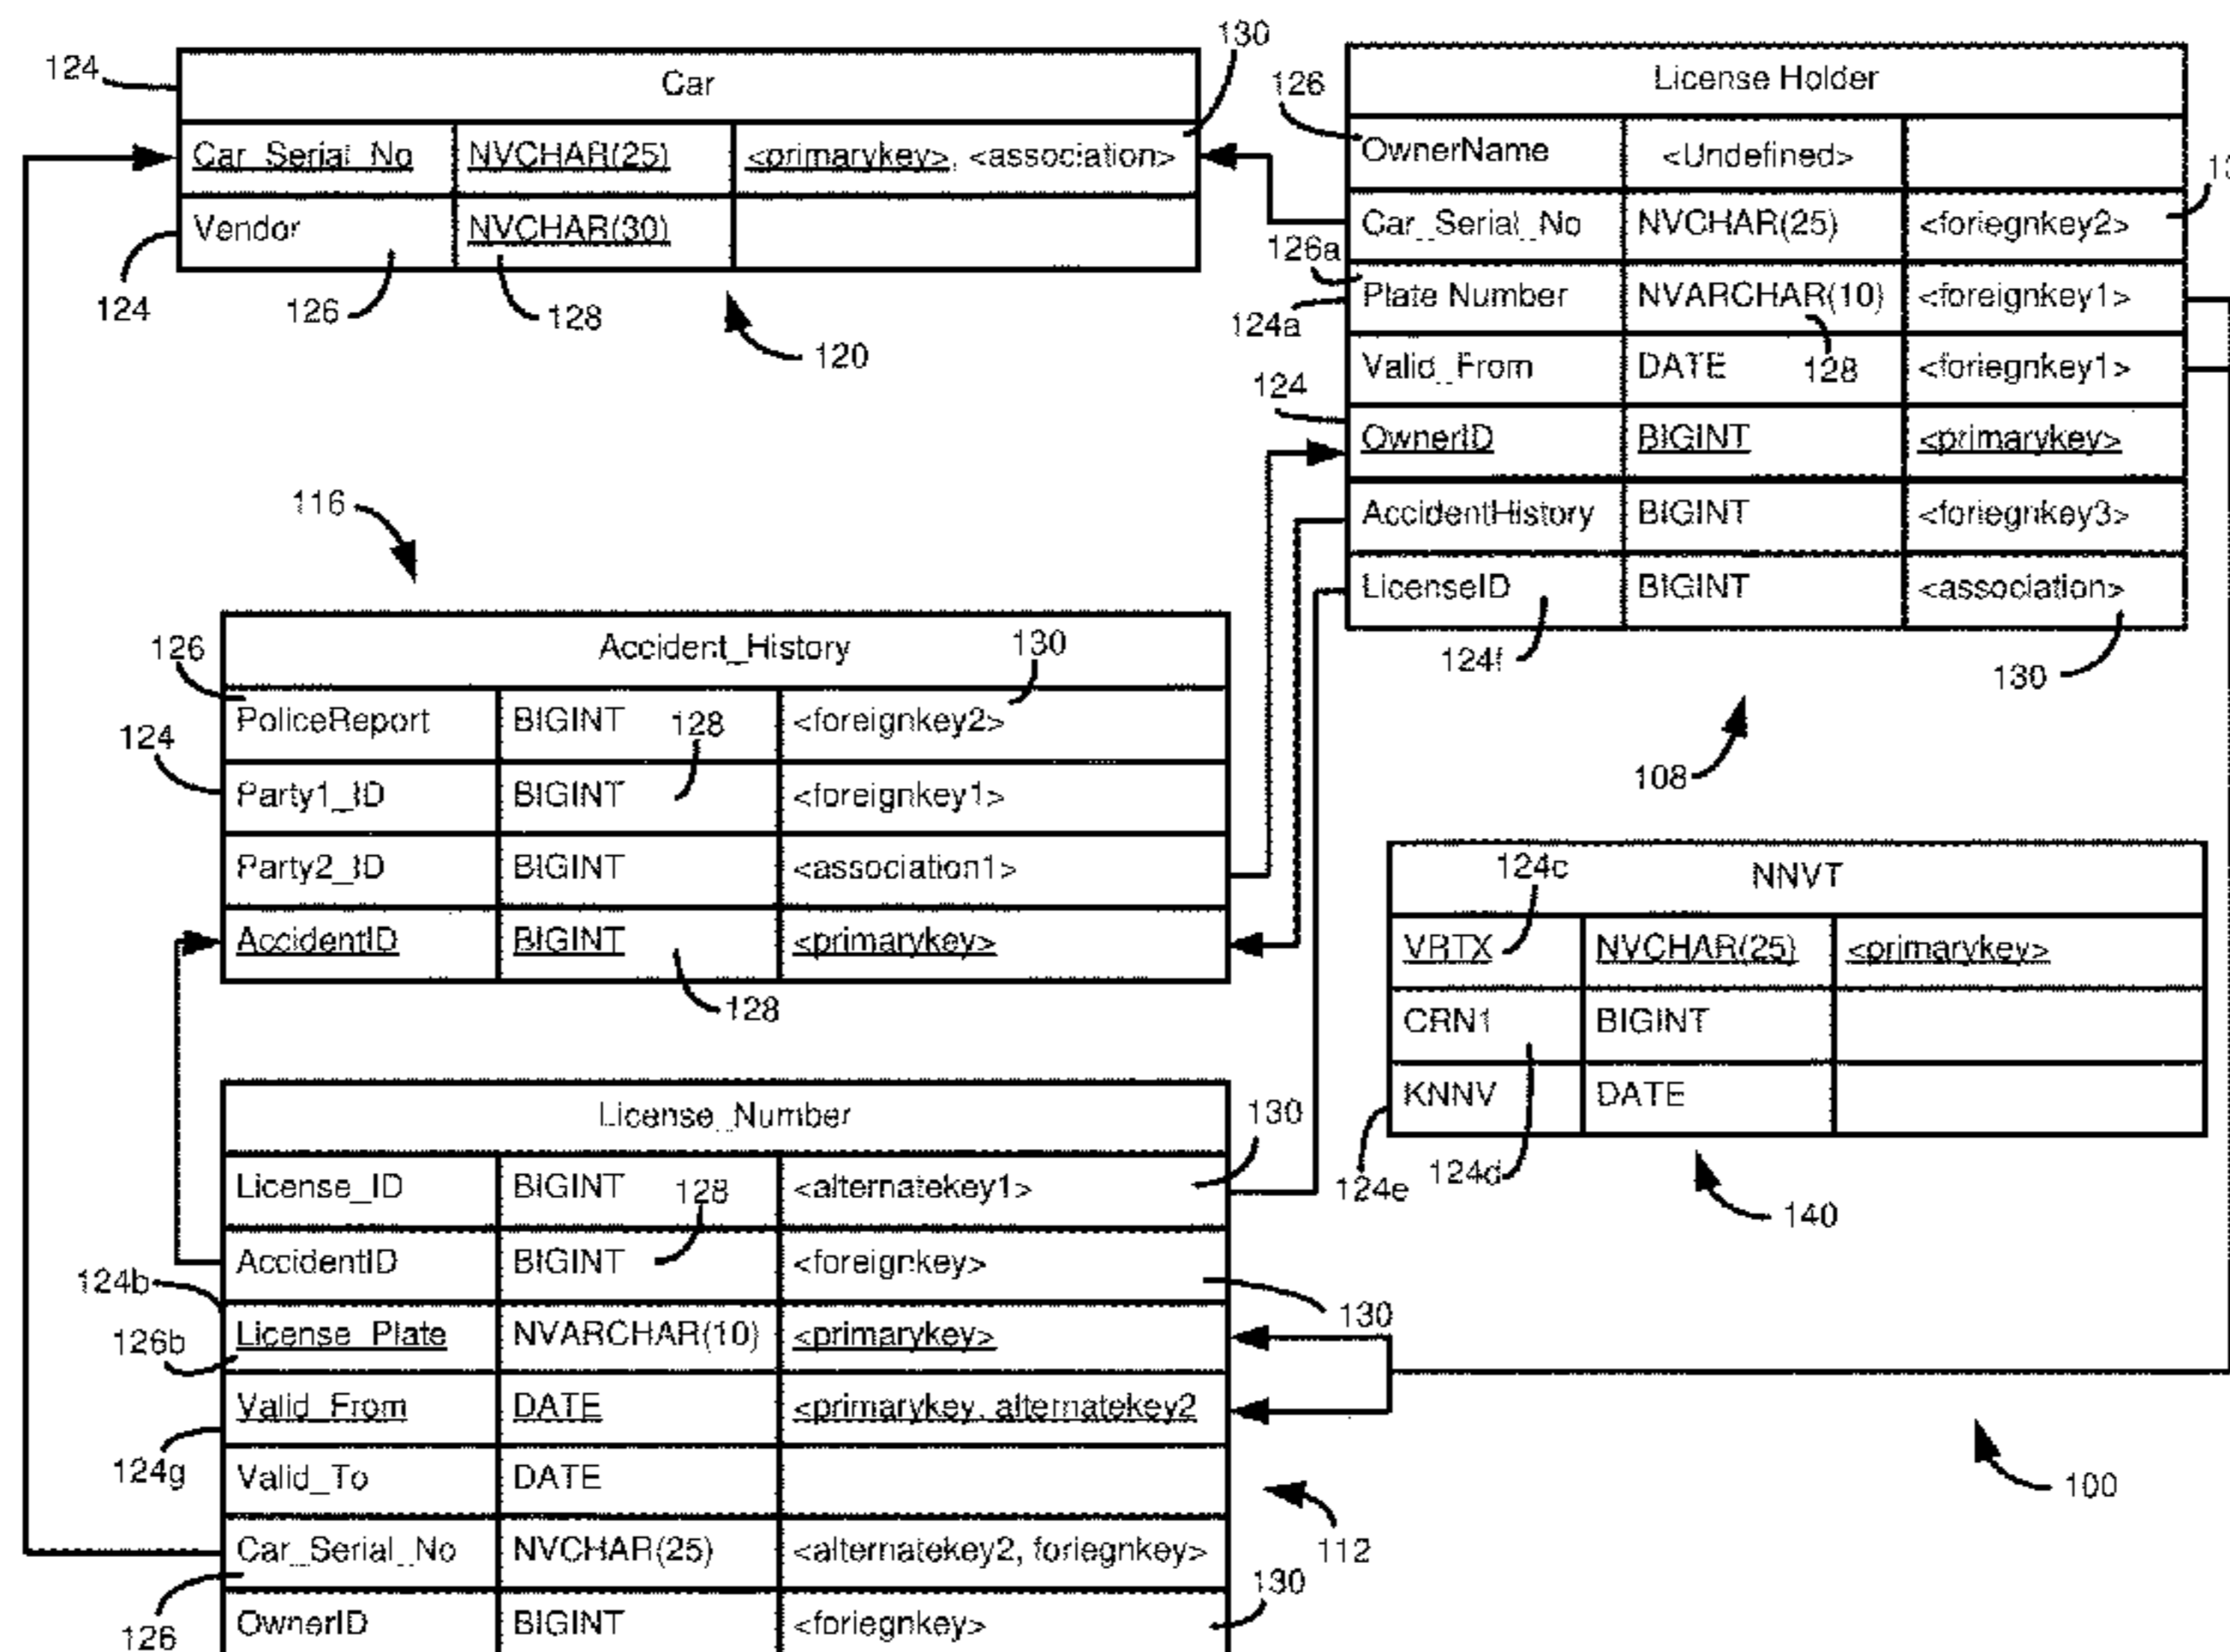 124
Car
130
Car_Serial_No NVCHAR(25) <primarykey>, <association>
Vendor NVCHAR(30)
124
126
128
120
License Holder
126
OwnerName <Undefined>
Car_Serial_No NVCHAR(25) <foriegnkey2>
126a
Plate Number NVARCHAR(10) <foreignkey1>
124a
Valid_From DATE <foriegnkey1>
128
124
OwnerID BIGINT <primarykey>
AccidentHistory BIGINT <foriegnkey3>
LicenseID BIGINT <association>
124f
130
108
116
Accident_History
126
130
PoliceReport BIGINT <foreignkey2>
128
124
Party1_ID BIGINT <foreignkey1>
Party2_ID BIGINT <association1>
AccidentID BIGINT <primarykey>
128
NNVT
124c
VRTX NVCHAR(25) <primarykey>
CRN1 BIGINT
KNNV DATE
124e
124d
140
License_Number
130
License_ID BIGINT <alternatekey1>
128
AccidentID BIGINT <foreignkey>
124b
130
License_Plate NVARCHAR(10) <primarykey>
126b
Valid_From DATE <primarykey, alternatekey2
124g
Valid_To DATE
112
Car_Serial_No NVCHAR(25) <alternatekey2, foriegnkey>
126
130
OwnerID BIGINT <foriegnkey>
100